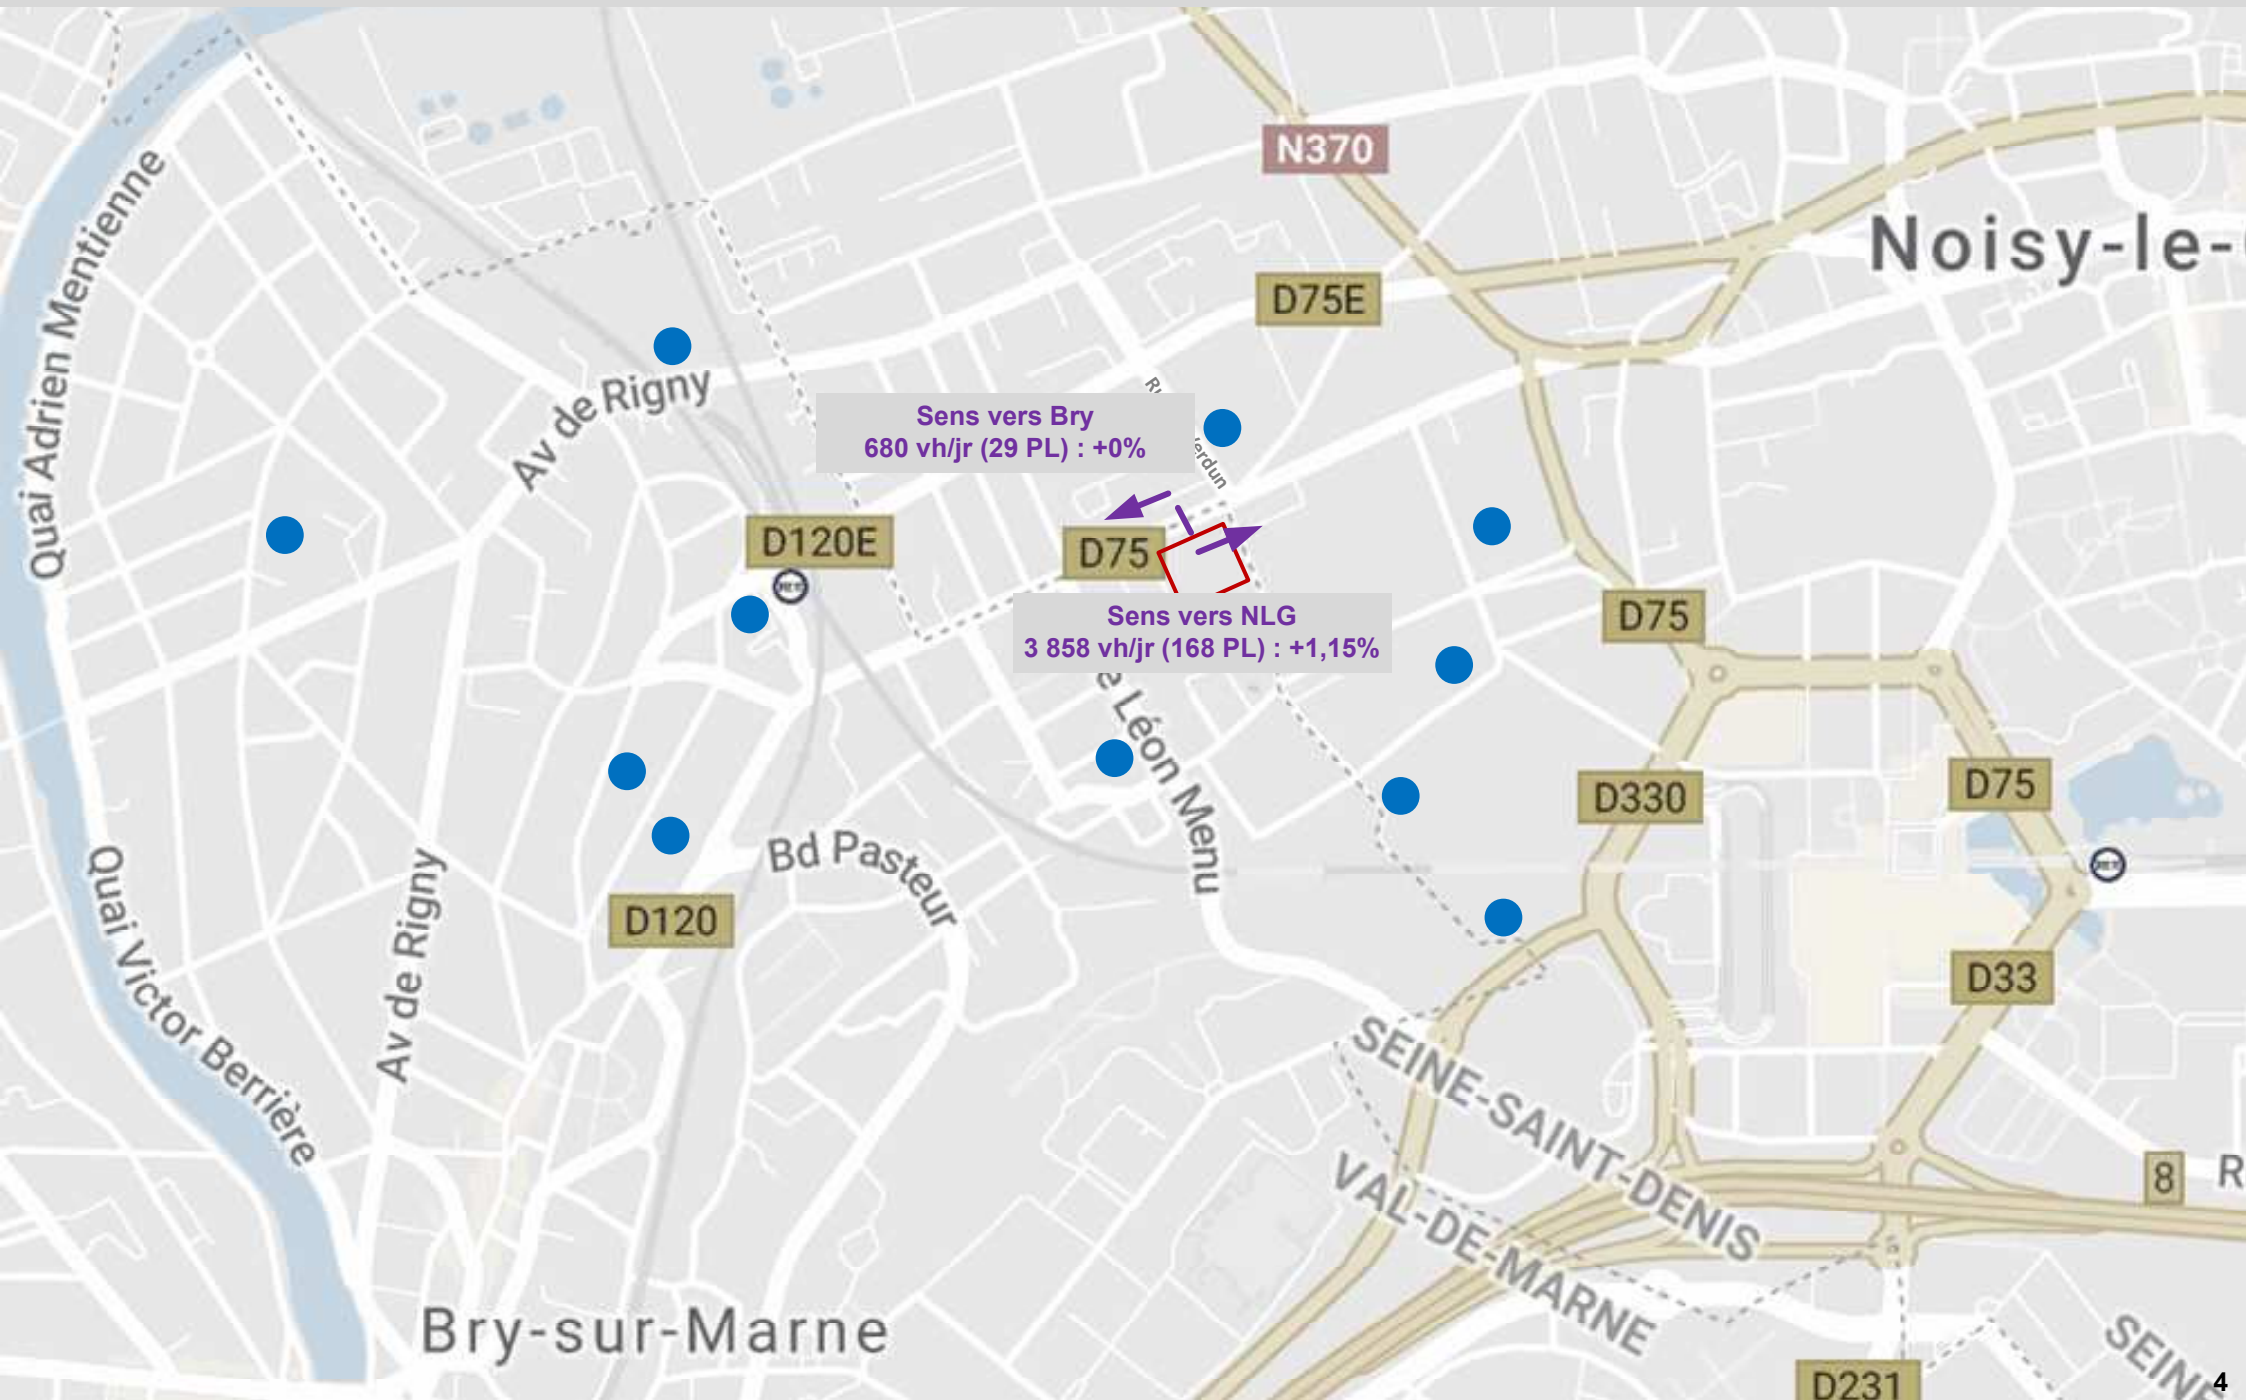 Quai Adrien Mentienne
N370
Noisy-le-
D75E
Av de Rigny
Sens vers Bry
680 vh/jr (29 PL) : +0%
D120E
D75
Sens vers NLG
3 858 vh/jr (168 PL) : +1,15%
D75
Léon Menu
D330
D75
Bd Pasteur
Quai Victor Berrière
Av de Rigny
D120
D33
SEINE-SAINT-DENIS
VAL-DE-MARNE
8
R
Bry-sur-Marne
SEINE
D231
4